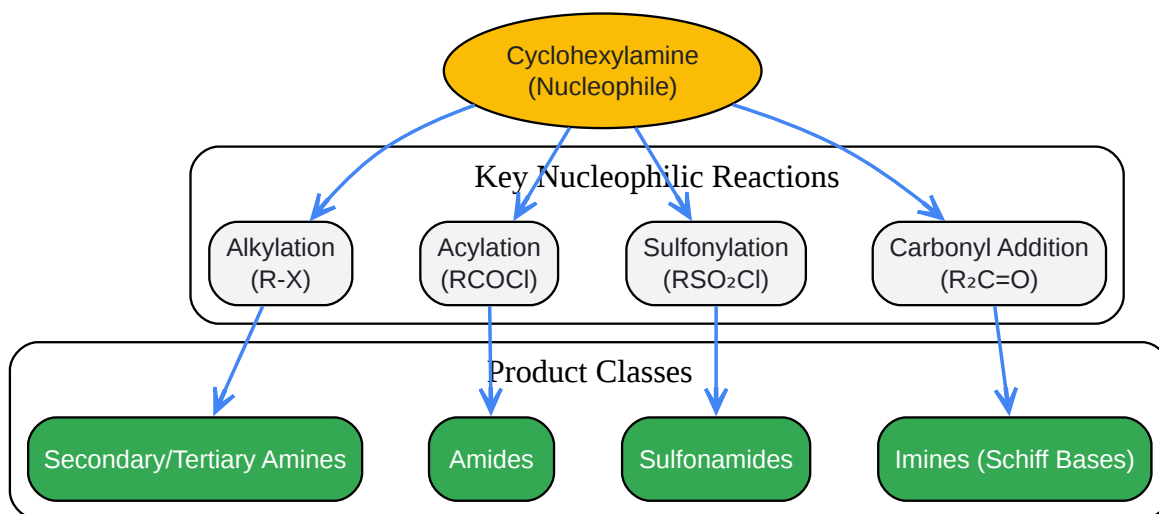 Cyclohexylamine
(Nucleophile)
Key Nucleophilic Reactions
Alkylation
(R-X)
Acylation
(RCOCl)
Sulfonylation
(RSO₂Cl)
Carbonyl Addition
(R₂C=O)
Product Classes
Secondary/Tertiary Amines
Amides
Sulfonamides
Imines (Schiff Bases)